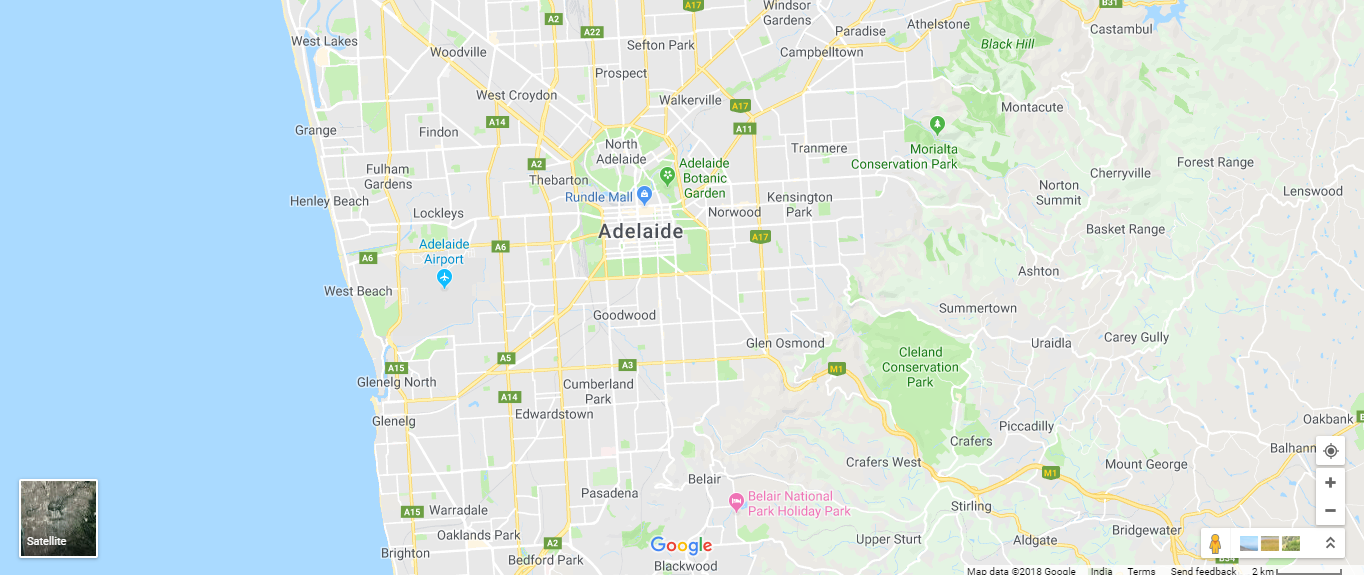 A17
B31
Windsor
Gardens
Athelstone
A2
A22
Paradise
Castambul
West Lakes
Sefton Park
Black Hill
Woodville
Campbelltown
Prospect
West Croydon
Walkerville
A17
Montacute
A14
Grange
Findon
A11
North
Adelaide
Tranmere
Morialta
Conservation Park
A2
Adelaide
Botanic
Garden
Forest Range
Fulham
Gardens
Thebarton
Cherryville
Lenswood
Henley Beach
Rundle Mall
Kensington
Park
Norton
Summit
Lockleys
Norwood
Adelaide
A17
Basket Range
Adelaide
Airport
A6
A6
Ashton
West Beach
Summertown
Goodwood
Carey Gully
Glen Osmond
Uraidla
A5
A3
Cleland
Conservation
Park
A15
M1
Glenelg North
Cumberland
Park
A14
Edwardstown
Glenelg
Oakbank
Piccadilly
Crafers
Balhann
Crafers West
Mount George
Belair
M1
Pasadena
Belair National
Park Holiday Park
Stirling
A15
Warradale
Oaklands Park
Bridgewater
Satellite
A2
Google
Upper Sturt
Aldgate
Brighton
Bedford Park
Blackwood
B34
Map data ©2018 Google India Terms Send feedback 2 km